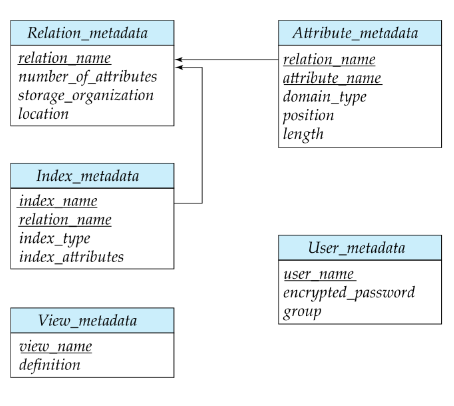 Relation_metadata
relation_name
number_of_attributes
storage_organization
location
Attribute_metadata
relation_name
attribute_name
domain_type
position
length
Index_metadata
index_name
relation_name
index_type
index_attributes
User_metadata
user_name
encrypted_password
group
View_metadata
view_name
definition